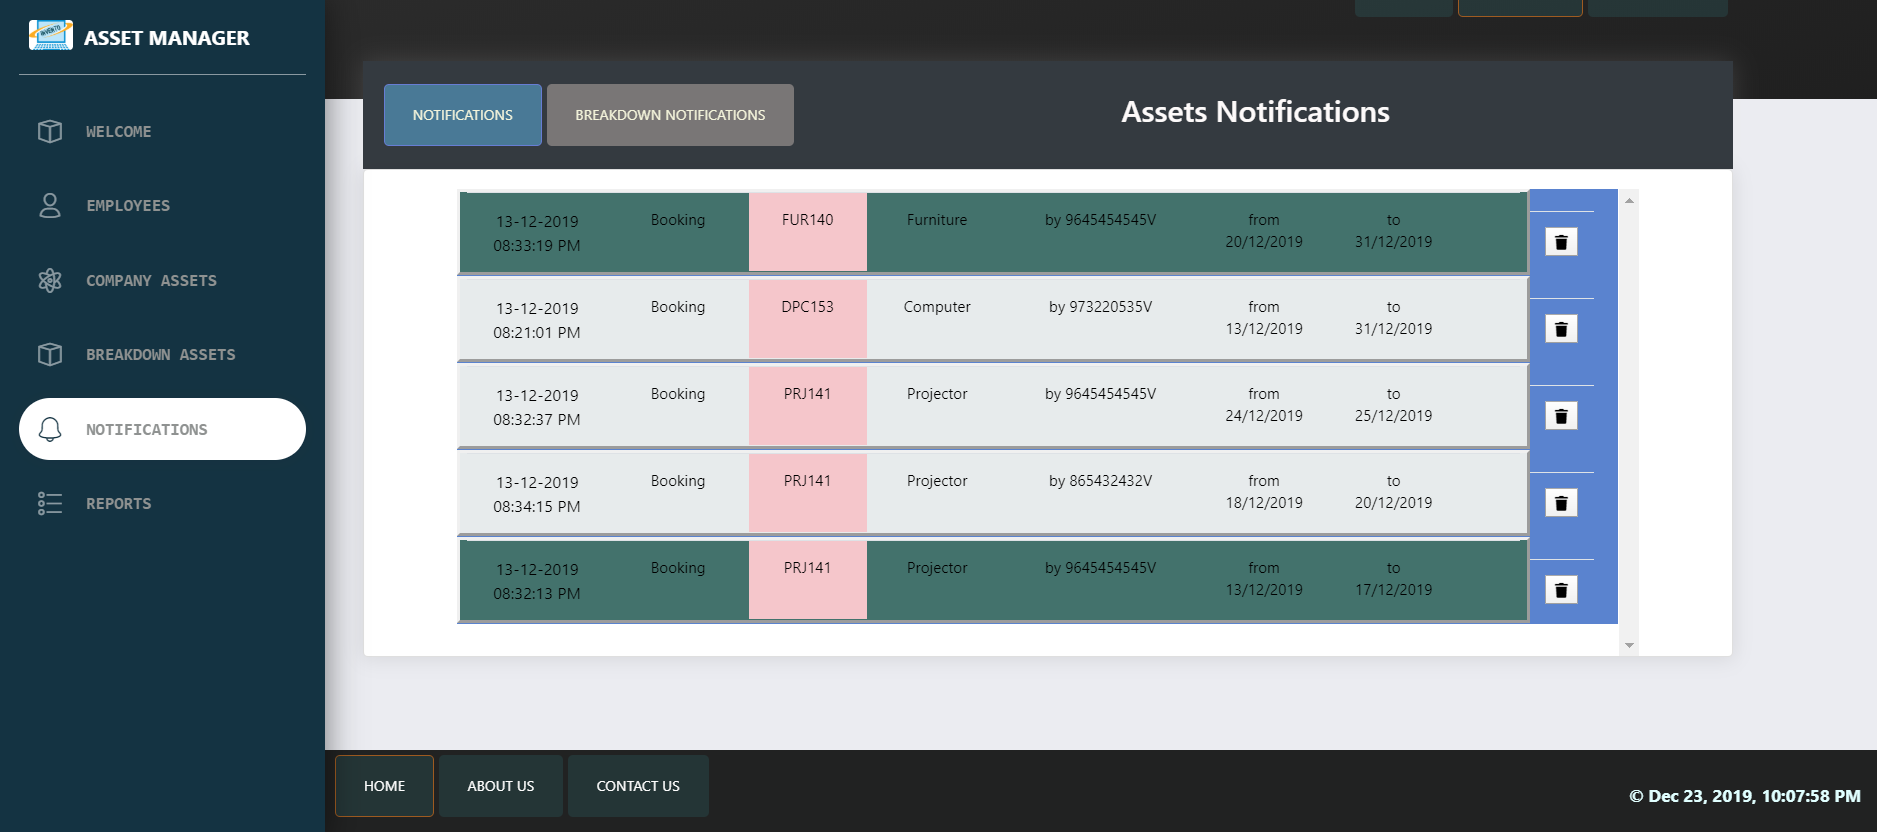 INVENTO
ASSET MANAGER
WELCOME
EMPLOYEES
COMPANY ASSETS
BREAKDOWN ASSETS
NOTIFICATIONS
REPORTS
NOTIFICATIONS
BREAKDOWN NOTIFICATIONS
Assets Notifications
13-12-2019 Booking FUR140 Furniture by 9645454545V from to
08:33:19 PM 20/12/2019 31/12/2019
13-12-2019 Booking DPC153 Computer by 973220535V from to
08:21:01 PM 13/12/2019 31/12/2019
13-12-2019 Booking PRJ141 Projector by 9645454545V from to
08:32:37 PM 24/12/2019 25/12/2019
13-12-2019 Booking PRJ141 Projector by 865432432V from to
08:34:15 PM 18/12/2019 20/12/2019
13-12-2019 Booking PRJ141 Projector by 9645454545V from to
08:32:13 PM 13/12/2019 17/12/2019
HOME
ABOUT US
CONTACT US
© Dec 23, 2019, 10:07:58 PM